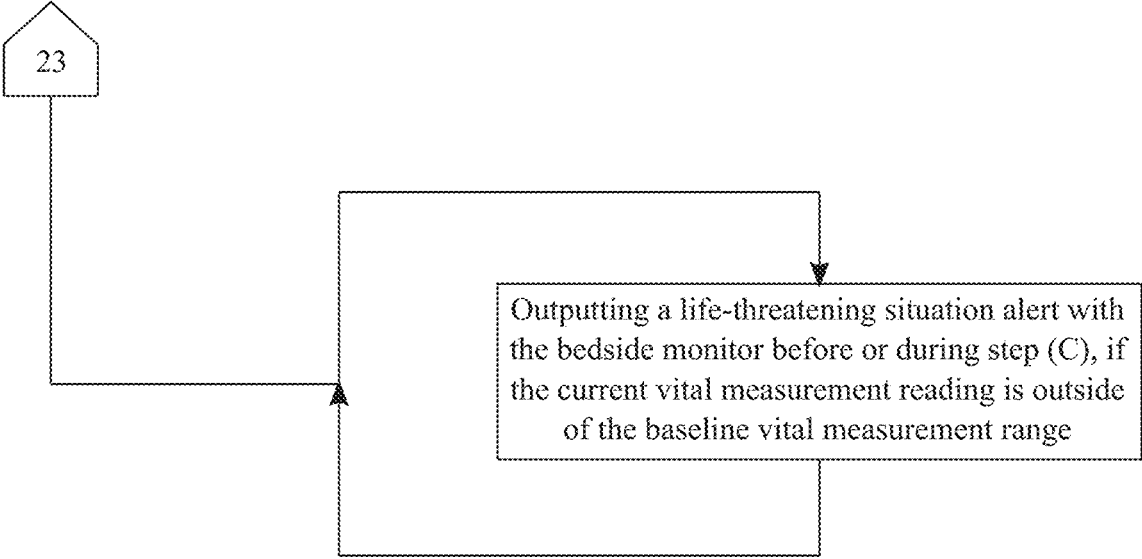 23
Outputting a life-threatening situation alert with
the bedside monitor before or during step (C), if
the current vital measurement reading is outside
of the baseline vital measurement range